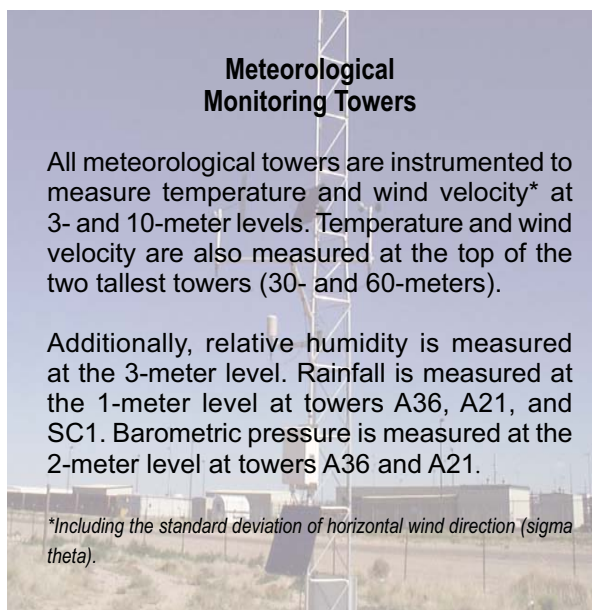 Meteorological
Monitoring Towers
All meteorological towers are instrumented to
measure temperature and wind velocity* at
3- and 10-meter levels. Temperature and wind
velocity are also measured at the top of the
two tallest towers (30- and 60-meters).
Additionally, relative humidity is measured
at the 3-meter level. Rainfall is measured at
the 1-meter level at towers A36, A21, and
SC1. Barometric pressure is measured at the
2-meter level at towers A36 and A21.
*Including the standard deviation of horizontal wind direction (sigma
theta).